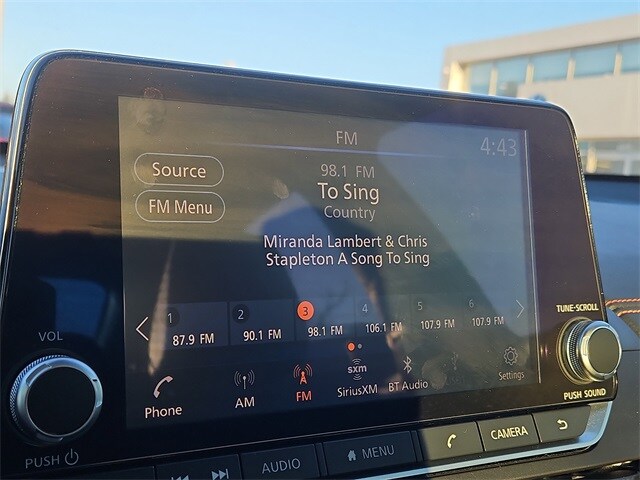 FM
4:43
Source
98.1 FM
To Sing
FM Menu
Country
Miranda Lambert & Chris
Stapleton A Song To Sing
1 2 3 4 5 6
87.9 FM 90.1 FM 98.1 FM 106.1 FM 107.9 FM 107.9 FM
TUNE·SCROLL
VOL
sxm
Phone AM FM SiriusXM BT Audio Settings
PUSH SOUND
PUSH
AUDIO MENU CAMERA